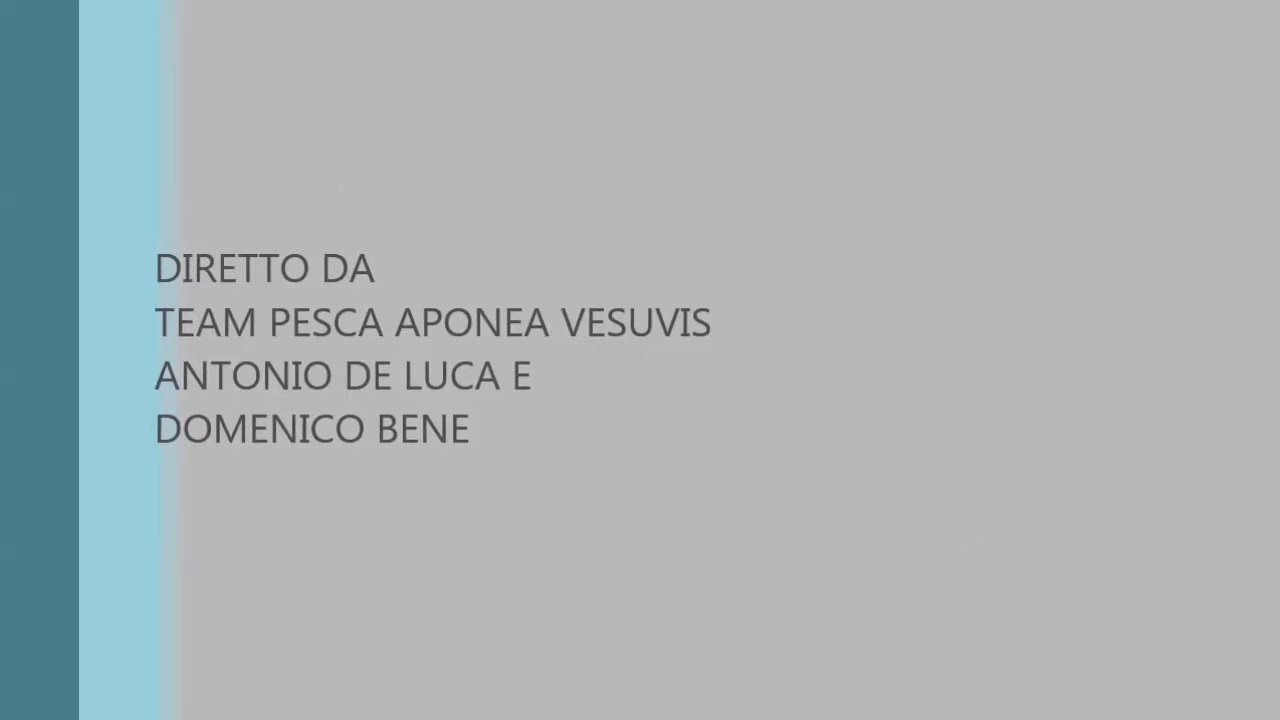 DIRETTO DA
TEAM PESCA APONEA VESUVIS
ANTONIO DE LUCA E
DOMENICO BENE